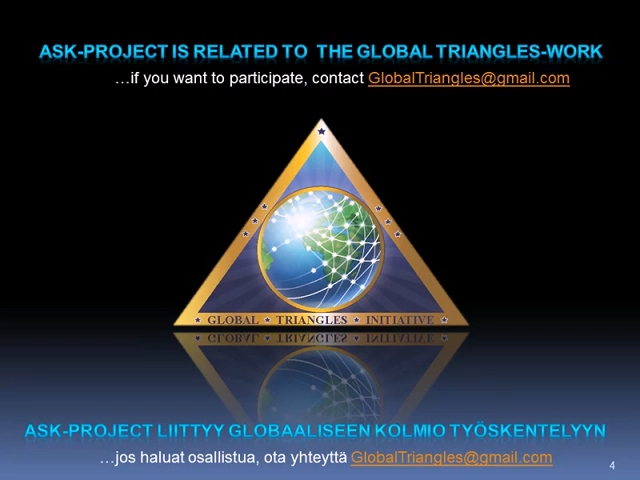 ASK-PROJECT IS RELATED TO THE GLOBAL TRIANGLES-WORK
…if you want to participate, contact GlobalTriangles@gmail.com
GLOBAL ★ TRIANGLES ★ INITIATIVE
ASK-PROJECT LIITTYY GLOBAALISEEN KOLMIO TYÖSKENTELYYN
…jos haluat osallistua, ota yhteyttä GlobalTriangles@gmail.com
4